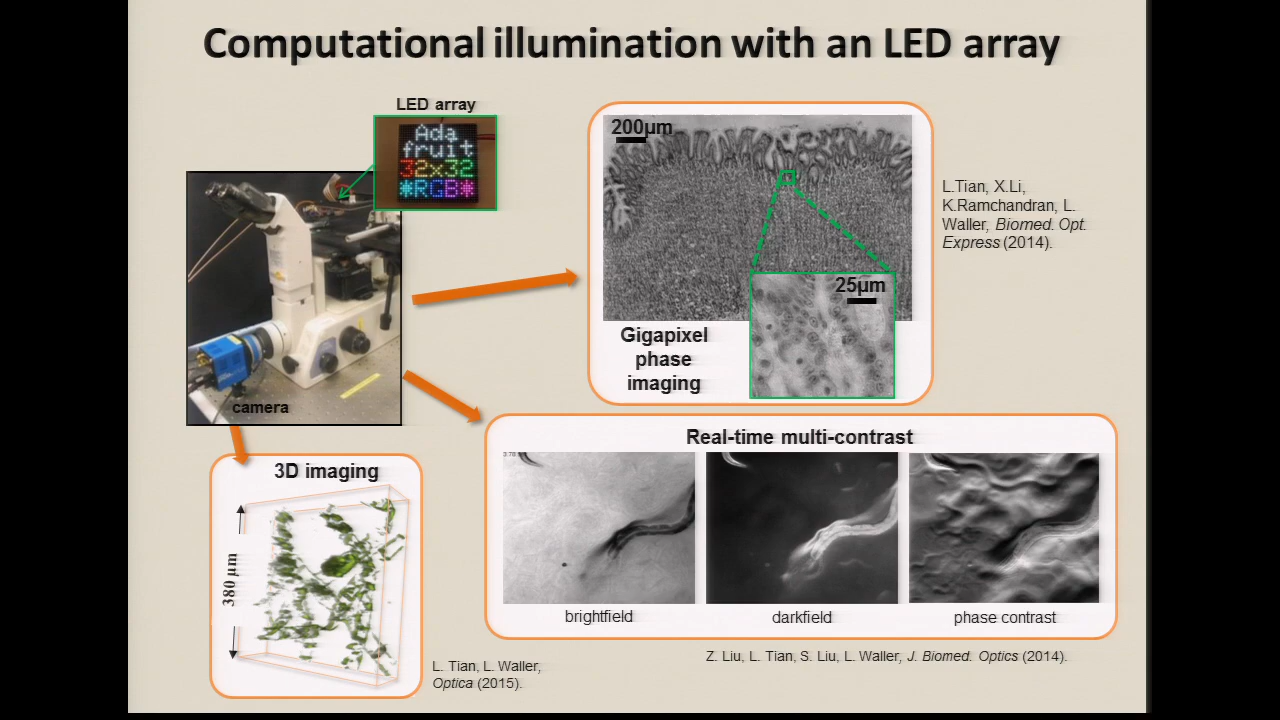 Computational illumination with an LED array
LED array
Ada
fruit
32x32
*RGB*
camera
200µm
25µm
Gigapixel
phase
imaging
L.Tian, X.Li,
K.Ramchandran, L.
Waller, Biomed. Opt.
Express (2014).
Real-time multi-contrast
3.78
brightfield
darkfield
phase contrast
Z. Liu, L. Tian, S. Liu, L. Waller, J. Biomed. Optics (2014).
3D imaging
380 µm
L. Tian, L. Waller,
Optica (2015).